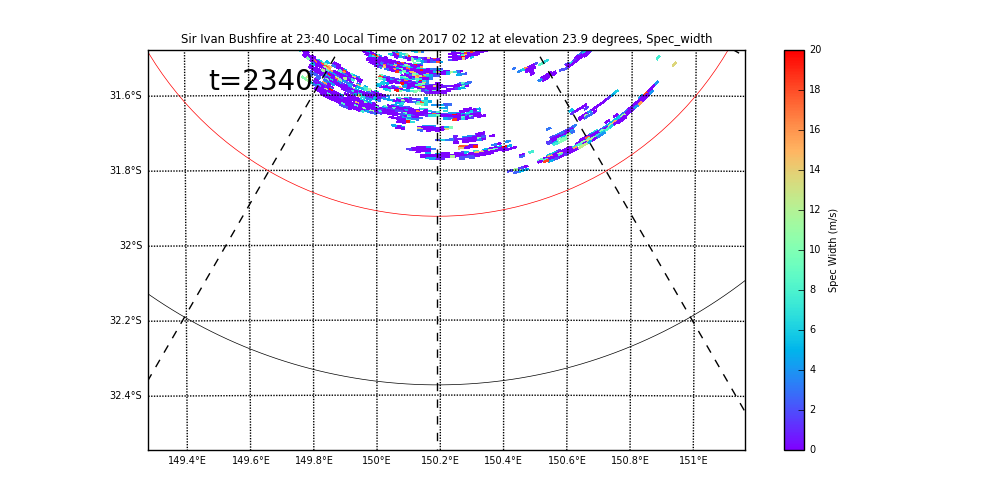 Sir Ivan Bushfire at 23:40 Local Time on 2017 02 12 at elevation 23.9 degrees, Spec_width
t=2340
31.6°S
31.8°S
32°S
32.2°S
32.4°S
149.4°E 149.6°E 149.8°E 150°E 150.2°E 150.4°E 150.6°E 150.8°E 151°E
20
18
16
14
12
10
8
6
4
2
0
Spec Width (m/s)